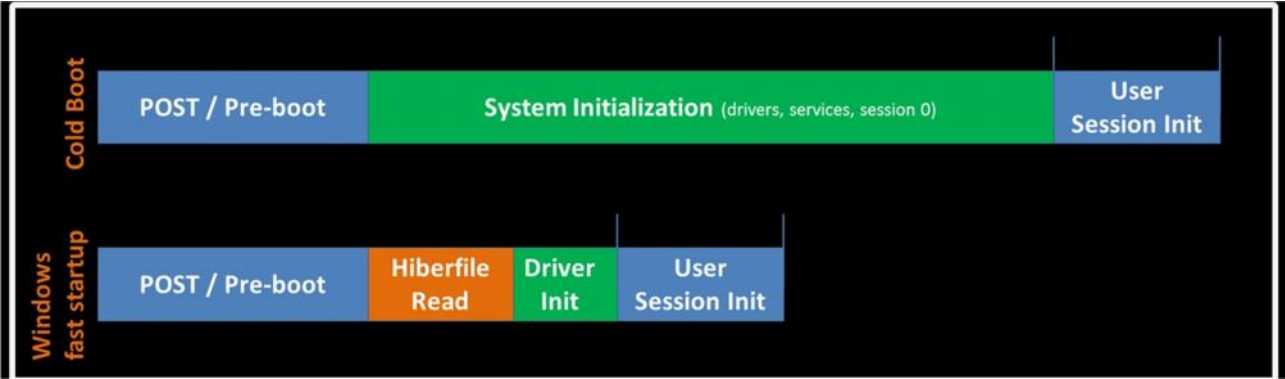 Cold Boot
POST / Pre-boot
System Initialization (drivers, services, session 0)
User
Session Init
Windows
fast startup
POST / Pre-boot
Hiberfile
Read
Driver
Init
User
Session Init